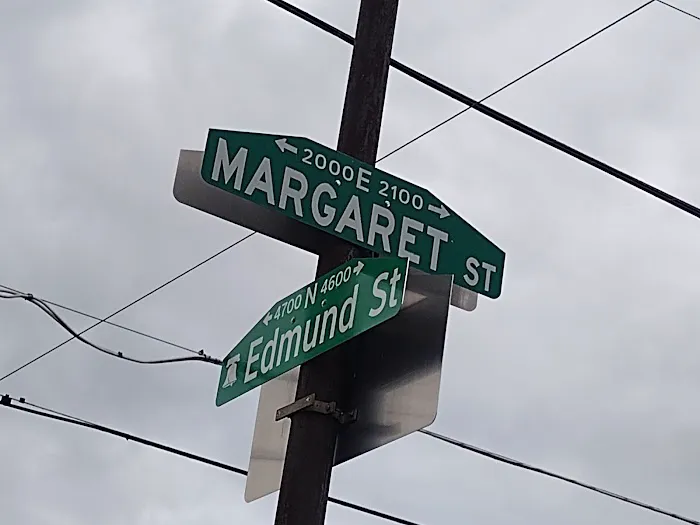 ← 2000 E 2100 →
MARGARET ST
← 4700 N 4600 →
Edmund St